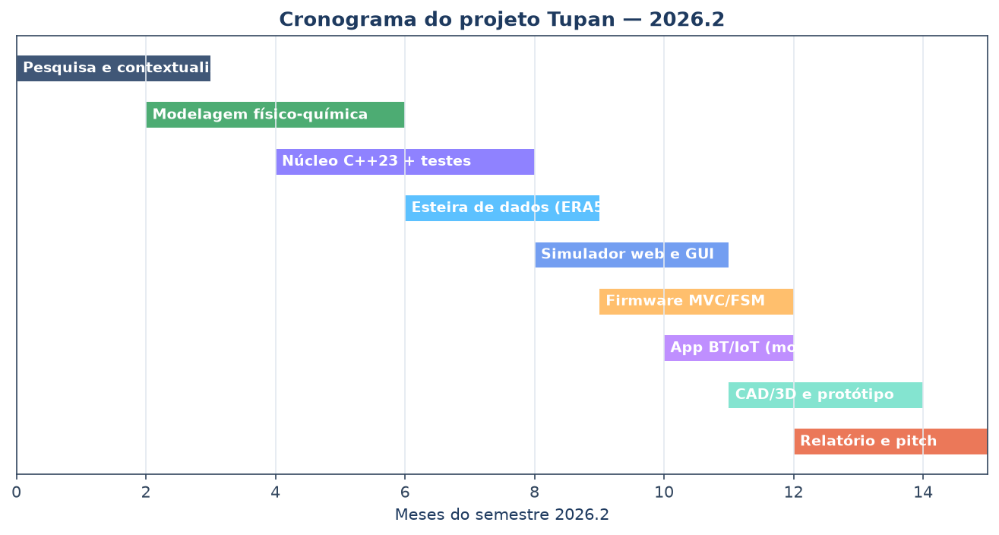 Cronograma do projeto Tupan — 2026.2
Pesquisa e contextuali
Modelagem físico-química
Núcleo C++23 + testes
Esteira de dados (ERA5
Simulador web e GUI
Firmware MVC/FSM
App BT/IoT (mo
CAD/3D e protótipo
Relatório e pitch
0 2 4 6 8 10 12 14
Meses do semestre 2026.2